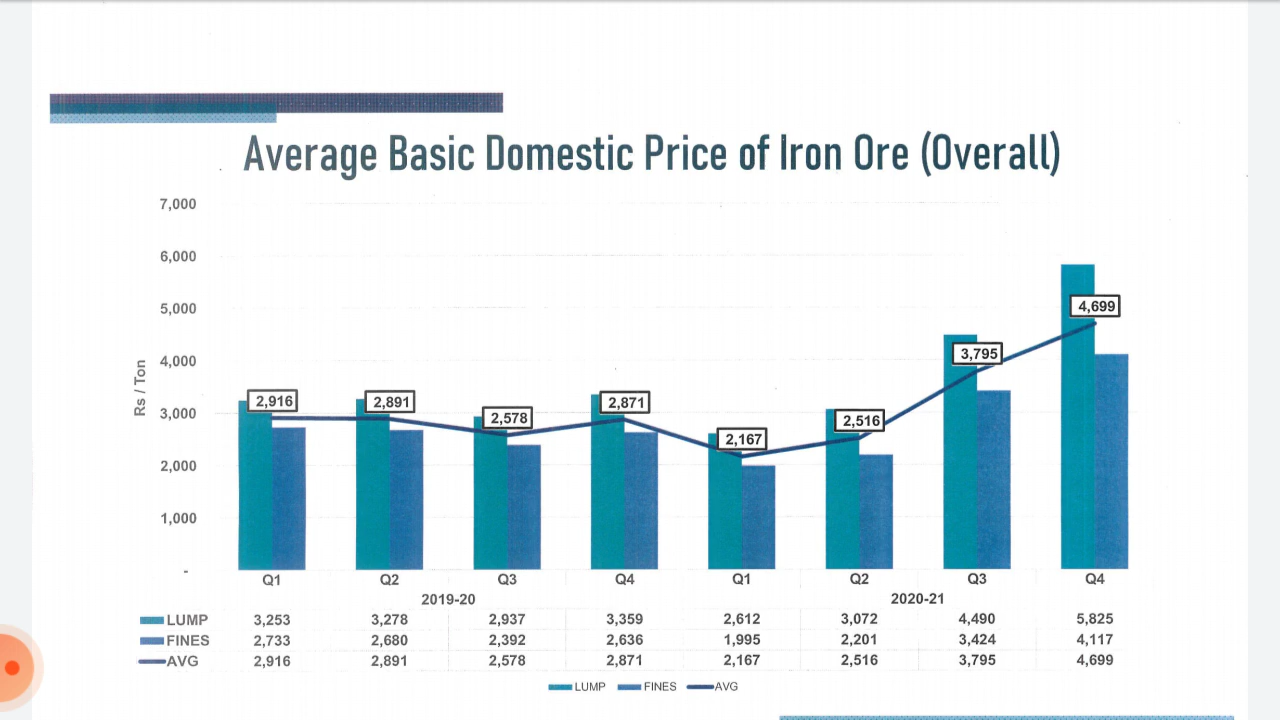 Average Basic Domestic Price of Iron Ore (Overall)
7,000
6,000
5,000
4,000
3,000
2,000
1,000
-
Rs / Ton
2,916
2,891
2,578
2,871
2,167
2,516
3,795
4,699
Q1 Q2 Q3 Q4 Q1 Q2 Q3 Q4
2019-20 2020-21
LUMP 3,253 3,278 2,937 3,359 2,612 3,072 4,490 5,825
FINES 2,733 2,680 2,392 2,636 1,995 2,201 3,424 4,117
AVG 2,916 2,891 2,578 2,871 2,167 2,516 3,795 4,699
LUMP FINES AVG